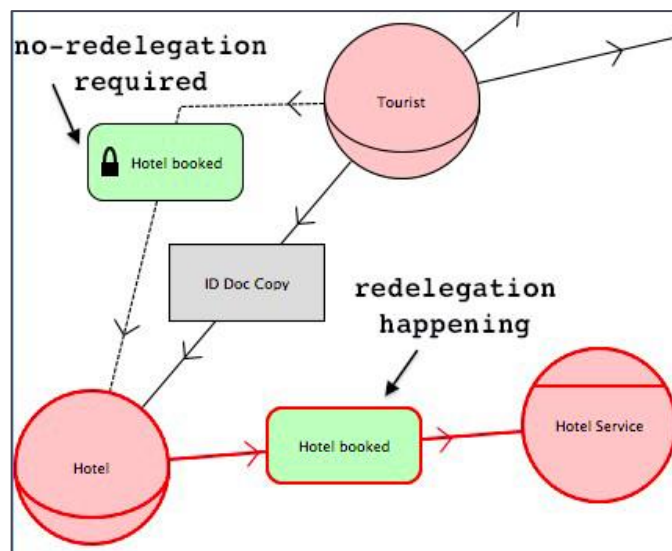 no-redelegation
required
Tourist
Hotel booked
ID Doc Copy
redelegation
happening
Hotel
Hotel booked
Hotel Service